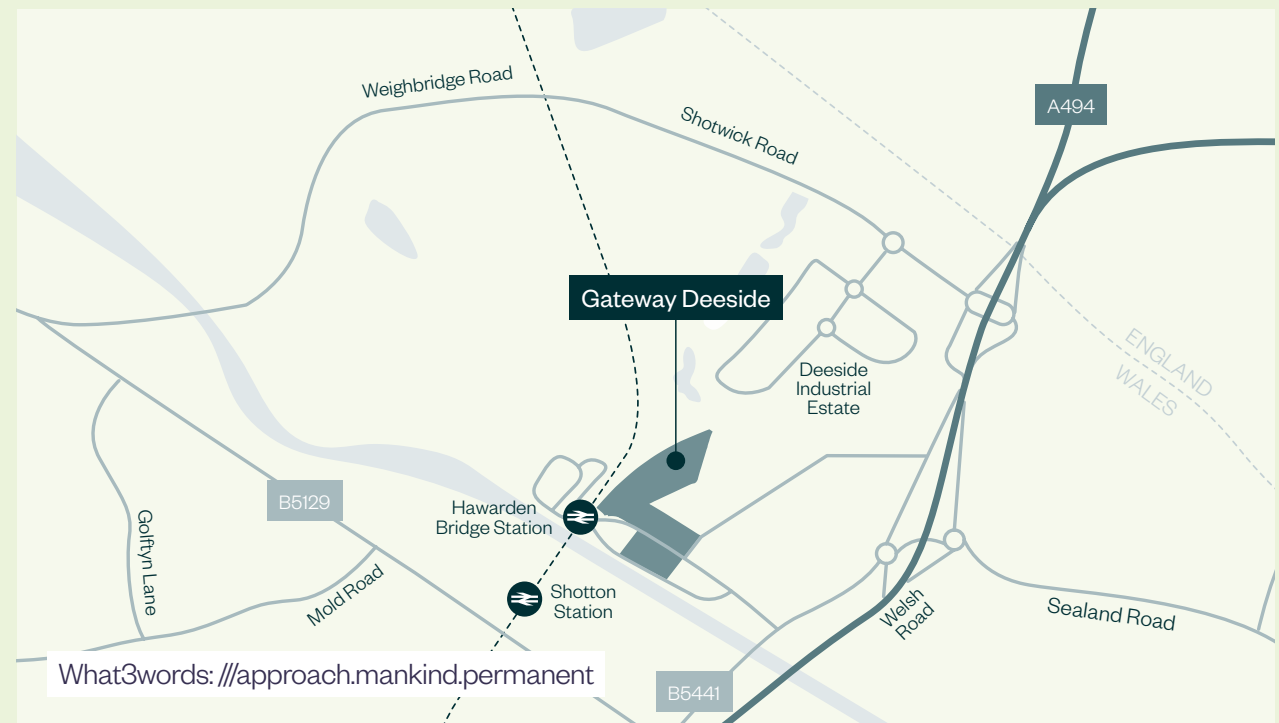 Weighbridge Road
A494
Shotwick Road
Gateway Deeside
ENGLAND
WALES
Deeside
Industrial
Estate
B5129
Hawarden
Bridge Station
Golftyn Lane
Mold Road
Shotton
Station
Welsh
Road
Sealand Road
What3words: ///approach.mankind.permanent
B5441